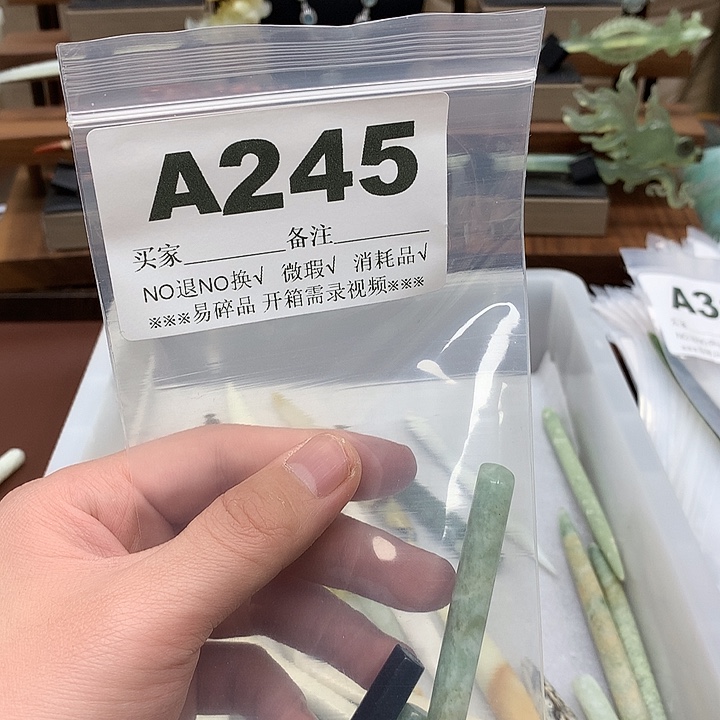 A245
买家________备注________
NO退NO换√ 微瑕√ 消耗品√
※※※易碎品 开箱需录视频※※※
A3